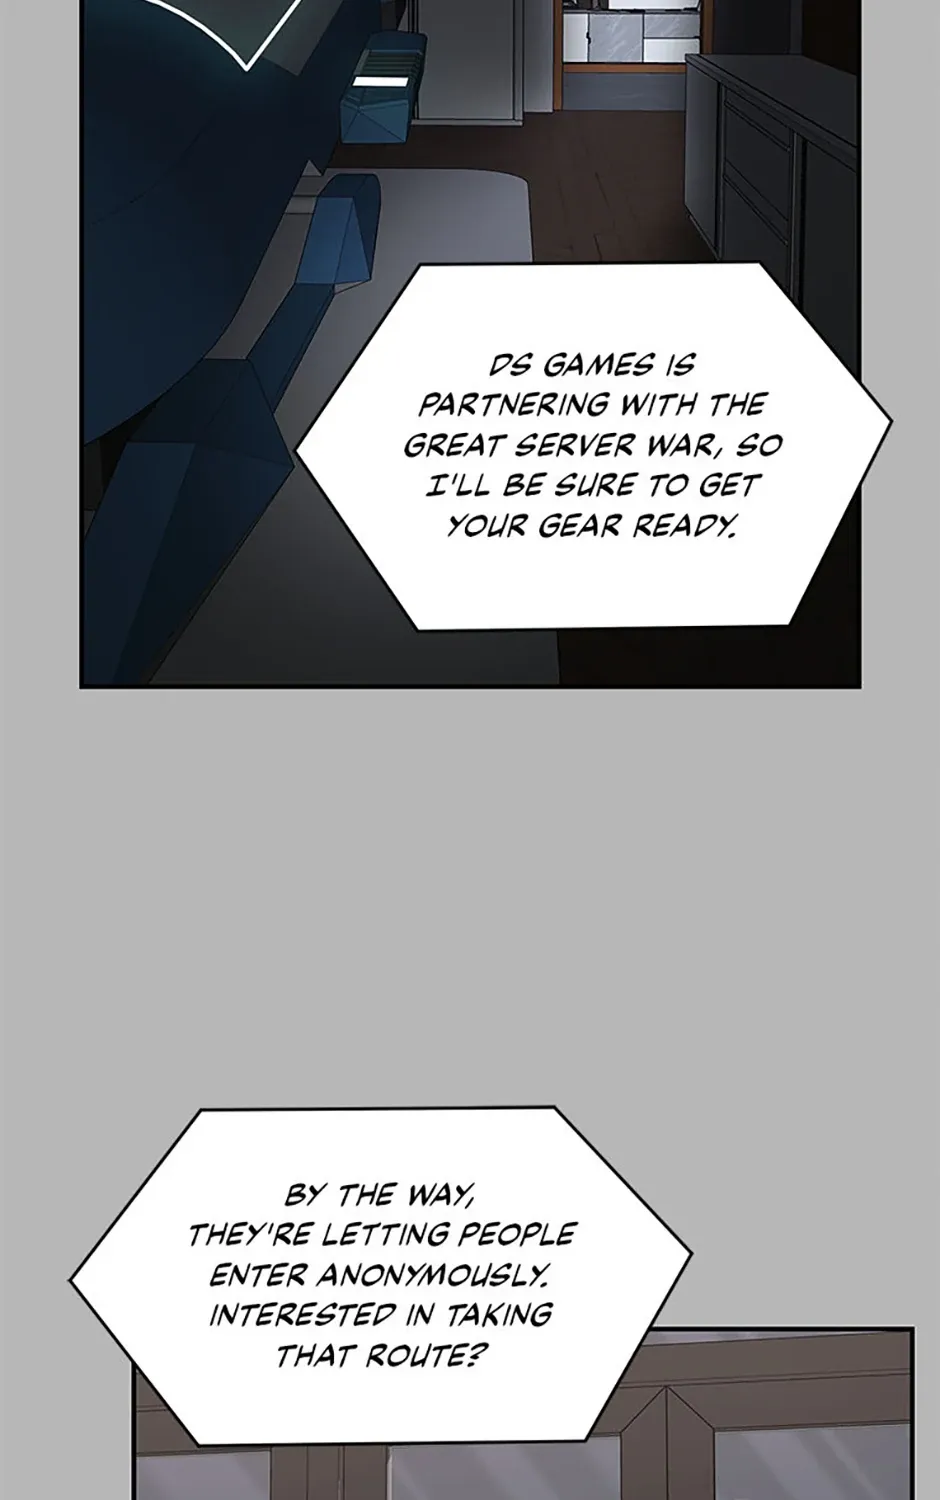 DS GAMES IS
PARTNERING WITH THE
GREAT SERVER WAR, SO
I'LL BE SURE TO GET
YOUR GEAR READY.
BY THE WAY,
THEY'RE LETTING PEOPLE
ENTER ANONYMOUSLY.
INTERESTED IN TAKING
THAT ROUTE?